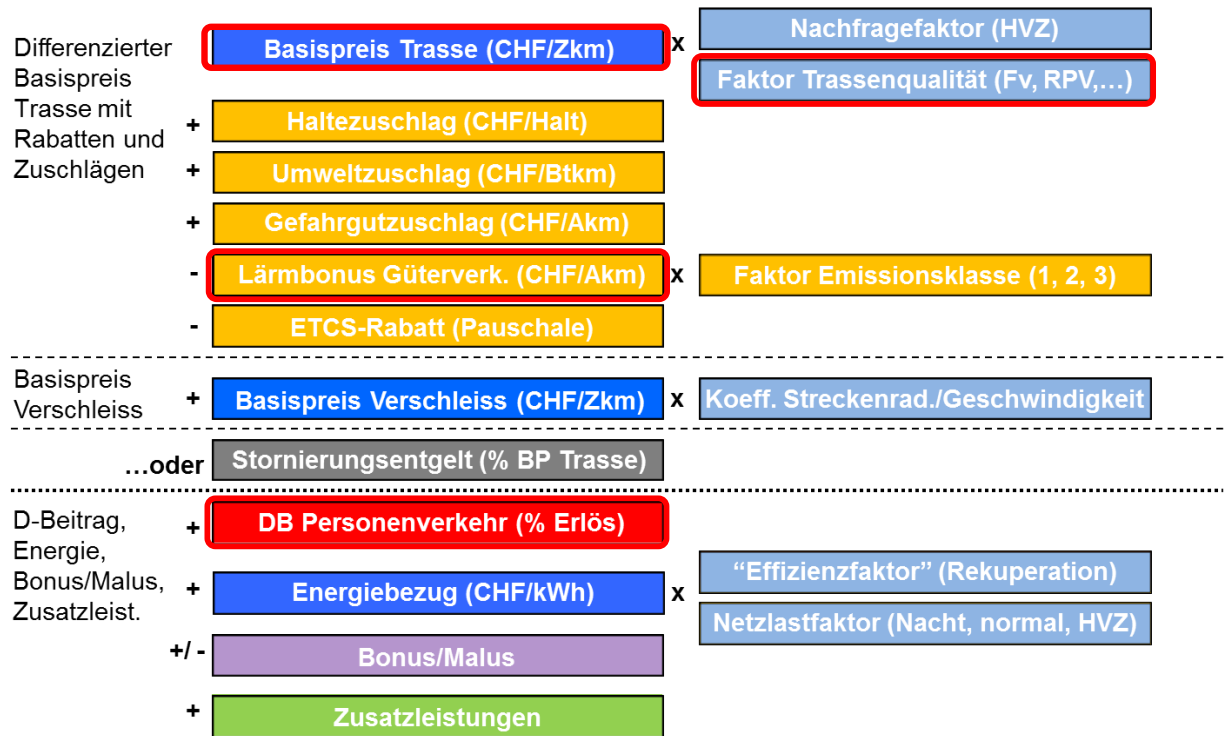 Differenzierter
Basispreis
Trasse mit
Rabatten und
Zuschlägen
Basispreis Trasse (CHF/Zkm)
x
Nachfragefaktor (HVZ)
Faktor Trassenqualität (Fv, RPV,...)
+ Haltezuschlag (CHF/Halt)
+ Umweltzuschlag (CHF/Btkm)
+ Gefahrgutzuschlag (CHF/Akm)
- Lärmbonus Güterverk. (CHF/Akm) x Faktor Emissionsklasse (1, 2, 3)
- ETCS-Rabatt (Pauschale)
Basispreis
Verschleiss
+ Basispreis Verschleiss (CHF/Zkm) x Koeff. Streckenrad./Geschwindigkeit
...oder Stornierungsentgelt (% BP Trasse)
D-Beitrag,
Energie,
Bonus/Malus,
Zusatzleist.
+ DB Personenverkehr (% Erlös)
+ Energiebezug (CHF/kWh) x
“Effizienzfaktor” (Rekuperation)
Netzlastfaktor (Nacht, normal, HVZ)
+/- Bonus/Malus
+ Zusatzleistungen